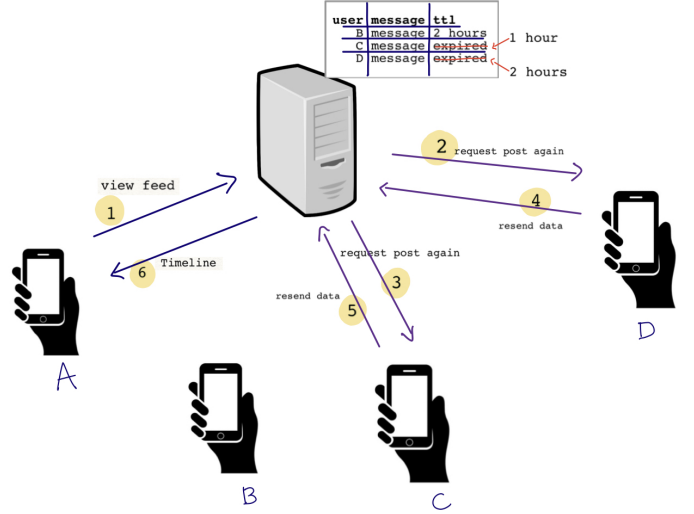 user message ttl
B message 2 hours
C message expired
D message expired
1 hour
2 hours
2 request post again
view feed
1
4
resend data
6 Timeline
request post again
3
resend data
5
A
B
C
D